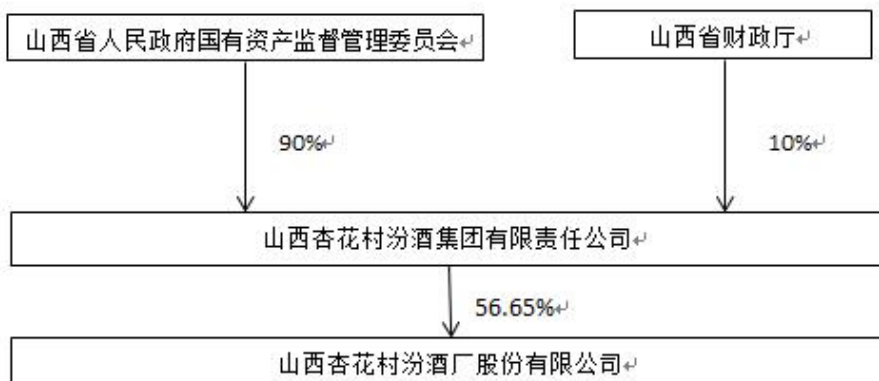 山西省人民政府国有资产监督管理委员会↵
山西省财政厅↵
90%↵
10%↵
山西杏花村汾酒集团有限责任公司↵
56.65%↵
山西杏花村汾酒厂股份有限公司